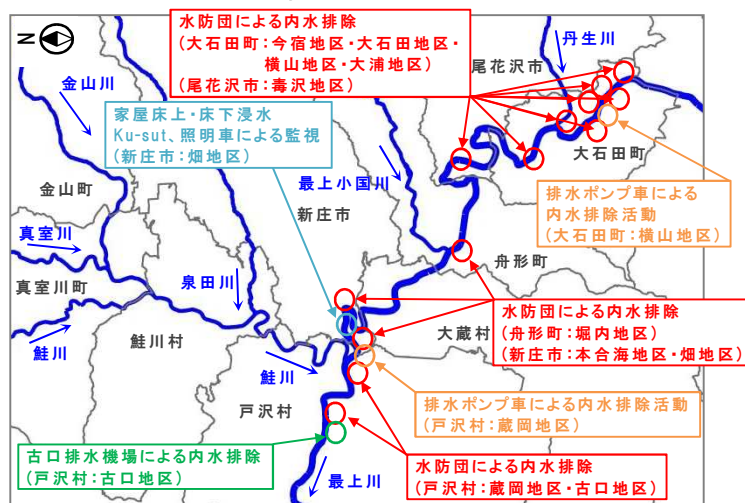 水防団による内水排除
(大石田町:今宿地区・大石田地区・
横山地区・大浦地区)
(尾花沢市:毒沢地区)
N
金山川
丹生川
尾花沢市
家屋床上・床下浸水
Ku-sut、照明車による監視
(新庄市:畑地区)
大石田町
金山町
最上小国川
新庄市
排水ポンプ車による
内水排除活動
(大石田町:横山地区)
真室川
舟形町
泉田川
真室川町
水防団による内水排除
(舟形町:堀内地区)
(新庄市:本合海地区・畑地区)
鮭川
鮭川村
大蔵村
鮭川
戸沢村
排水ポンプ車による内水排除活動
(戸沢村:蔵岡地区)
古口排水機場による内水排除
(戸沢村:古口地区)
水防団による内水排除
(戸沢村:蔵岡地区・古口地区)
最上川